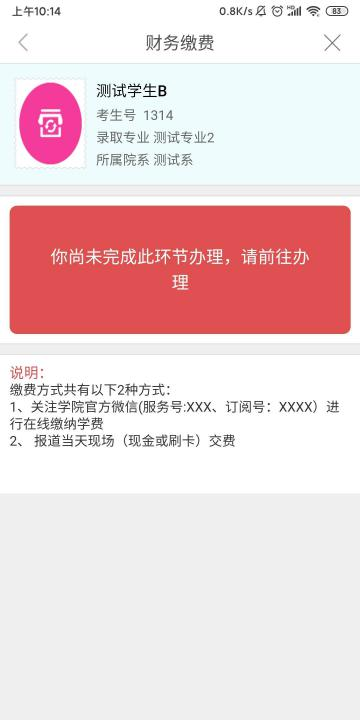 上午10:14
0.8K/s
83
财务缴费
测试学生B
考生号 1314
录取专业 测试专业2
所属院系 测试系
你尚未完成此环节办理，请前往办
理
说明：
缴费方式共有以下2种方式：
1、关注学院官方微信(服务号:XXX、订阅号：XXXX）进
行在线缴纳学费
2、 报道当天现场（现金或刷卡）交费